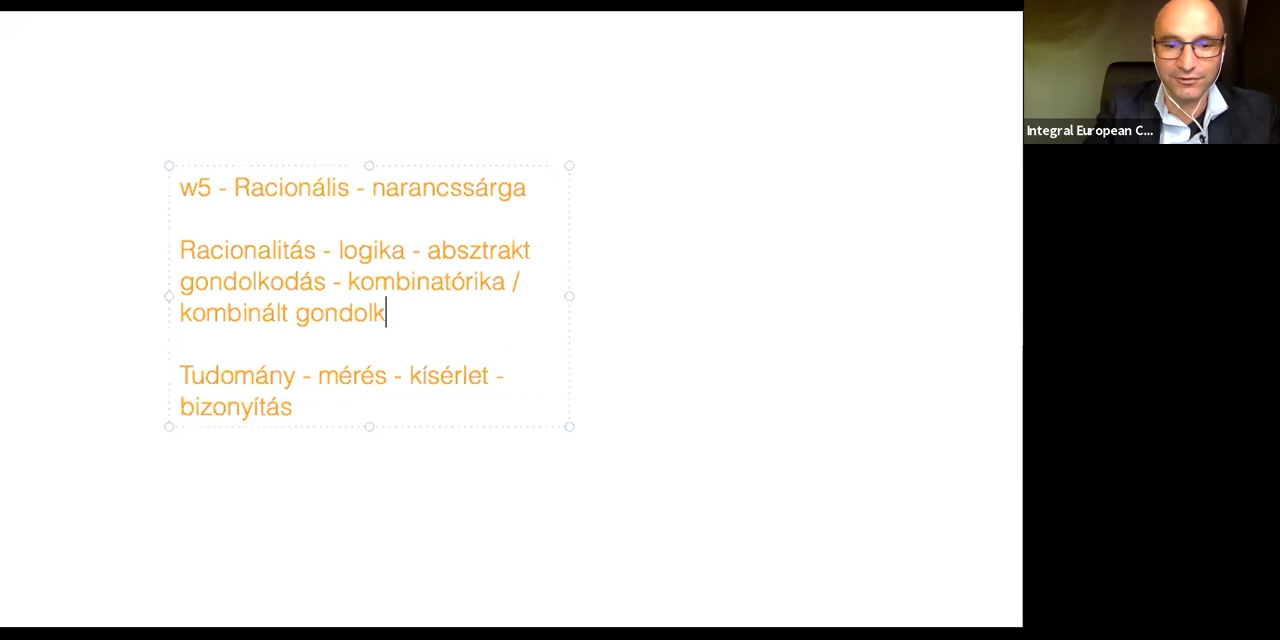 w5 - Racionális - narancssárga
Racionalitás - logika - absztrakt
gondolkodás - kombinatórika /
kombinált gondolk
Tudomány - mérés - kísérlet -
bizonyítás
Integral European C...